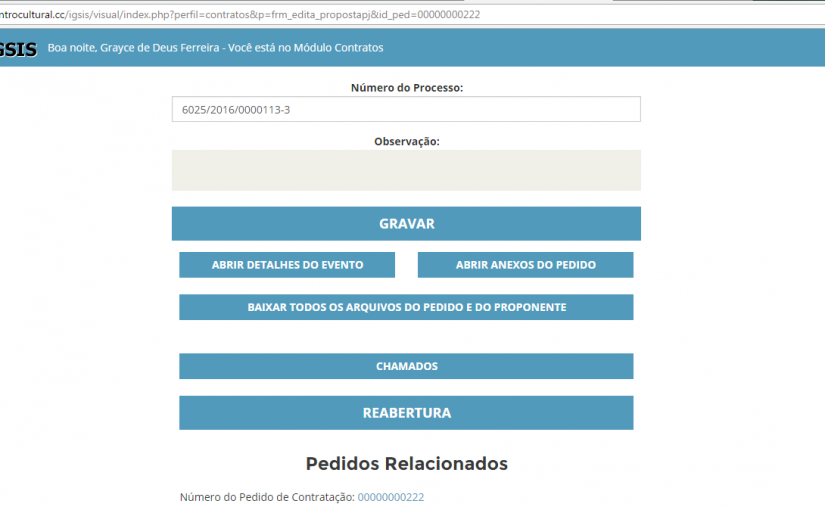 ntrocultural.cc/igsis/visual/index.php?perfil=contratos&p=frm_edita_propostapj&id_ped=00000000222
GSIS Boa noite, Grayce de Deus Ferreira - Você está no Módulo Contratos
Número do Processo:
6025/2016/0000113-3
Observação:
GRAVAR
ABRIR DETALHES DO EVENTO ABRIR ANEXOS DO PEDIDO
BAIXAR TODOS OS ARQUIVOS DO PEDIDO E DO PROPONENTE
CHAMADOS
REABERTURA
Pedidos Relacionados
Número do Pedido de Contratação: 00000000222